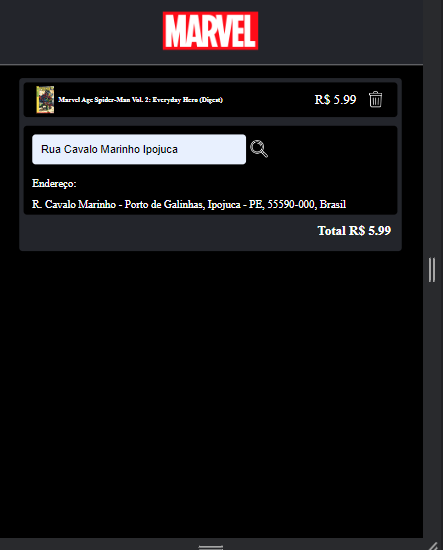 MARVEL
Marvel Age Spider-Man Vol. 2: Everyday Hero (Digest)
R$ 5.99
Rua Cavalo Marinho Ipojuca
Endereço:
R. Cavalo Marinho - Porto de Galinhas, Ipojuca - PE, 55590-000, Brasil
Total R$ 5.99